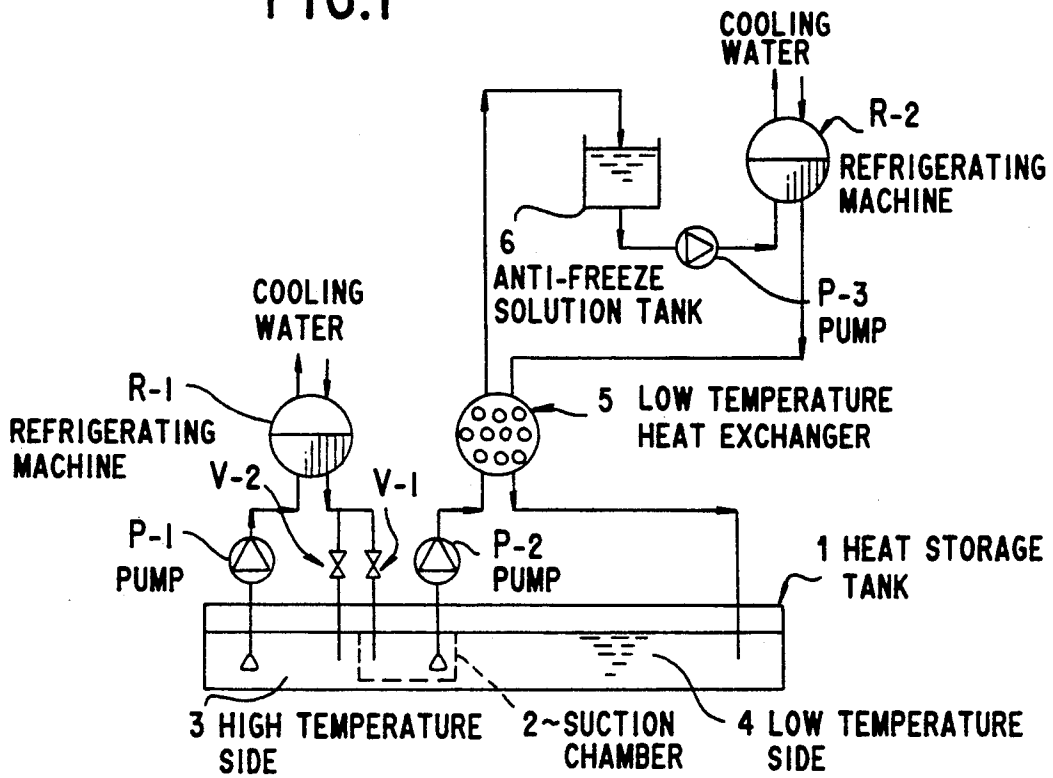 FIG.1
COOLING
WATER
R-2
REFRIGERATING
MACHINE
6
ANTI-FREEZE
SOLUTION TANK
P-3
PUMP
COOLING
WATER
R-1
REFRIGERATING
MACHINE
5 LOW TEMPERATURE
HEAT EXCHANGER
V-2
V-1
P-1
PUMP
P-2
PUMP
1 HEAT STORAGE
TANK
3 HIGH TEMPERATURE
SIDE
2~SUCTION
CHAMBER
4 LOW TEMPERATURE
SIDE